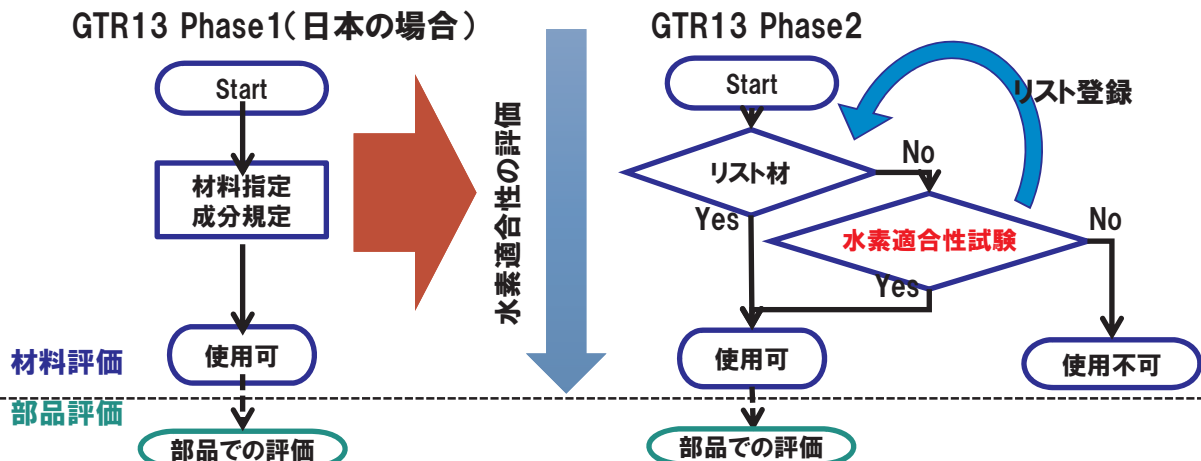 GTR13 Phase1(日本の場合)
Start
材料指定
成分規定
使用可
材料評価
部品評価
部品での評価
水素適合性の評価
GTR13 Phase2
Start
リスト登録
リスト材
No
Yes
水素適合性試験
No
Yes
使用可
使用不可
部品での評価